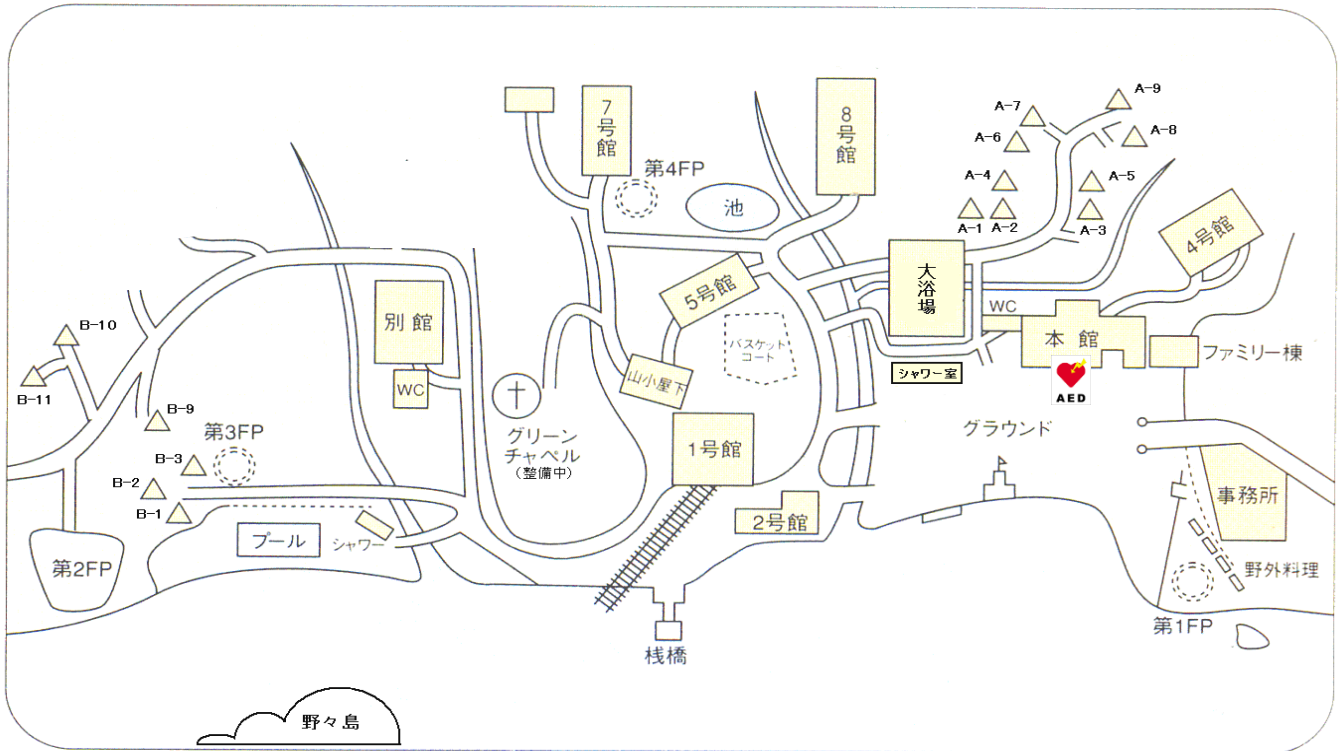 A-9
A-7
7号館
8号館
A-6
A-8
第4FP
A-4
A-5
池
A-1
A-2
A-3
4号館
大浴場
5号館
WC
別館
B-10
本館
バスケット
コート
ファミリー棟
シャワー室
山小屋下
WC
AED
B-11
B-9
グリーン
チャペル
(整備中)
第3FP
グラウンド
1号館
B-3
B-2
事務所
B-1
2号館
プール
シャワー
第2FP
野外料理
第1FP
桟橋
野々島